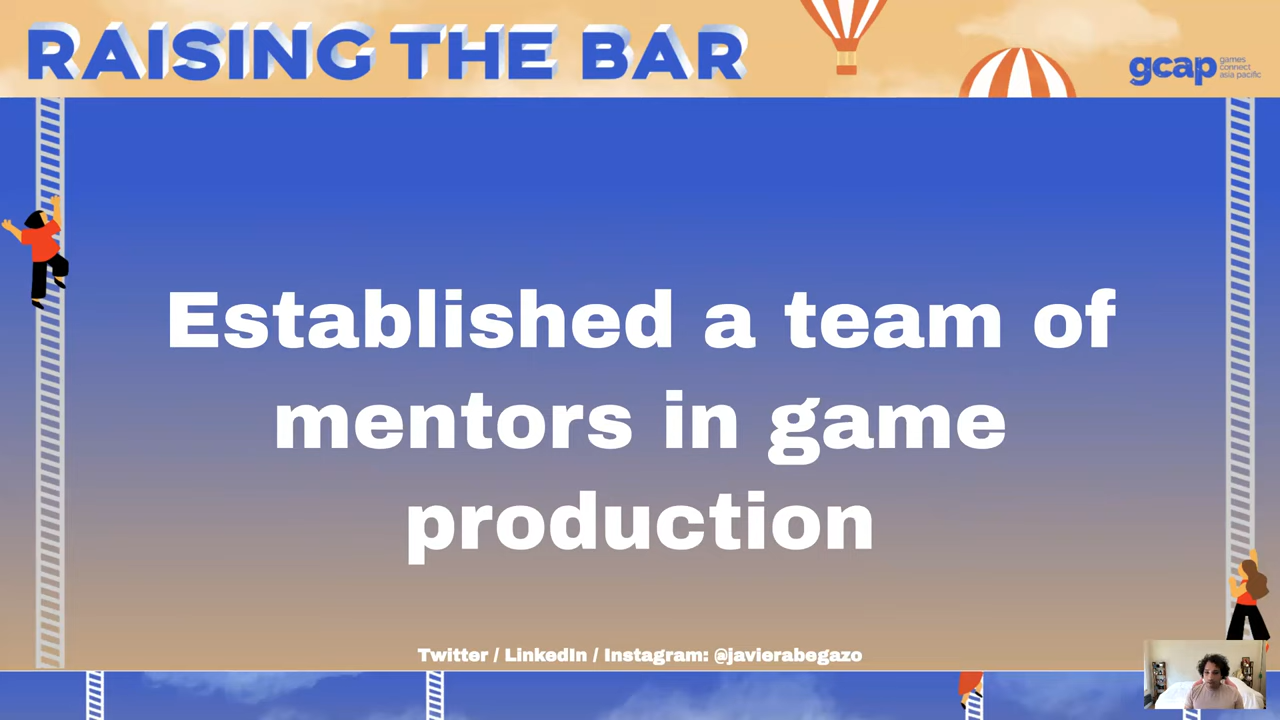 RAISING THE BAR
gcap games
connect
asia pacific
Established a team of
mentors in game
production
Twitter / LinkedIn / Instagram: @javierabegazo